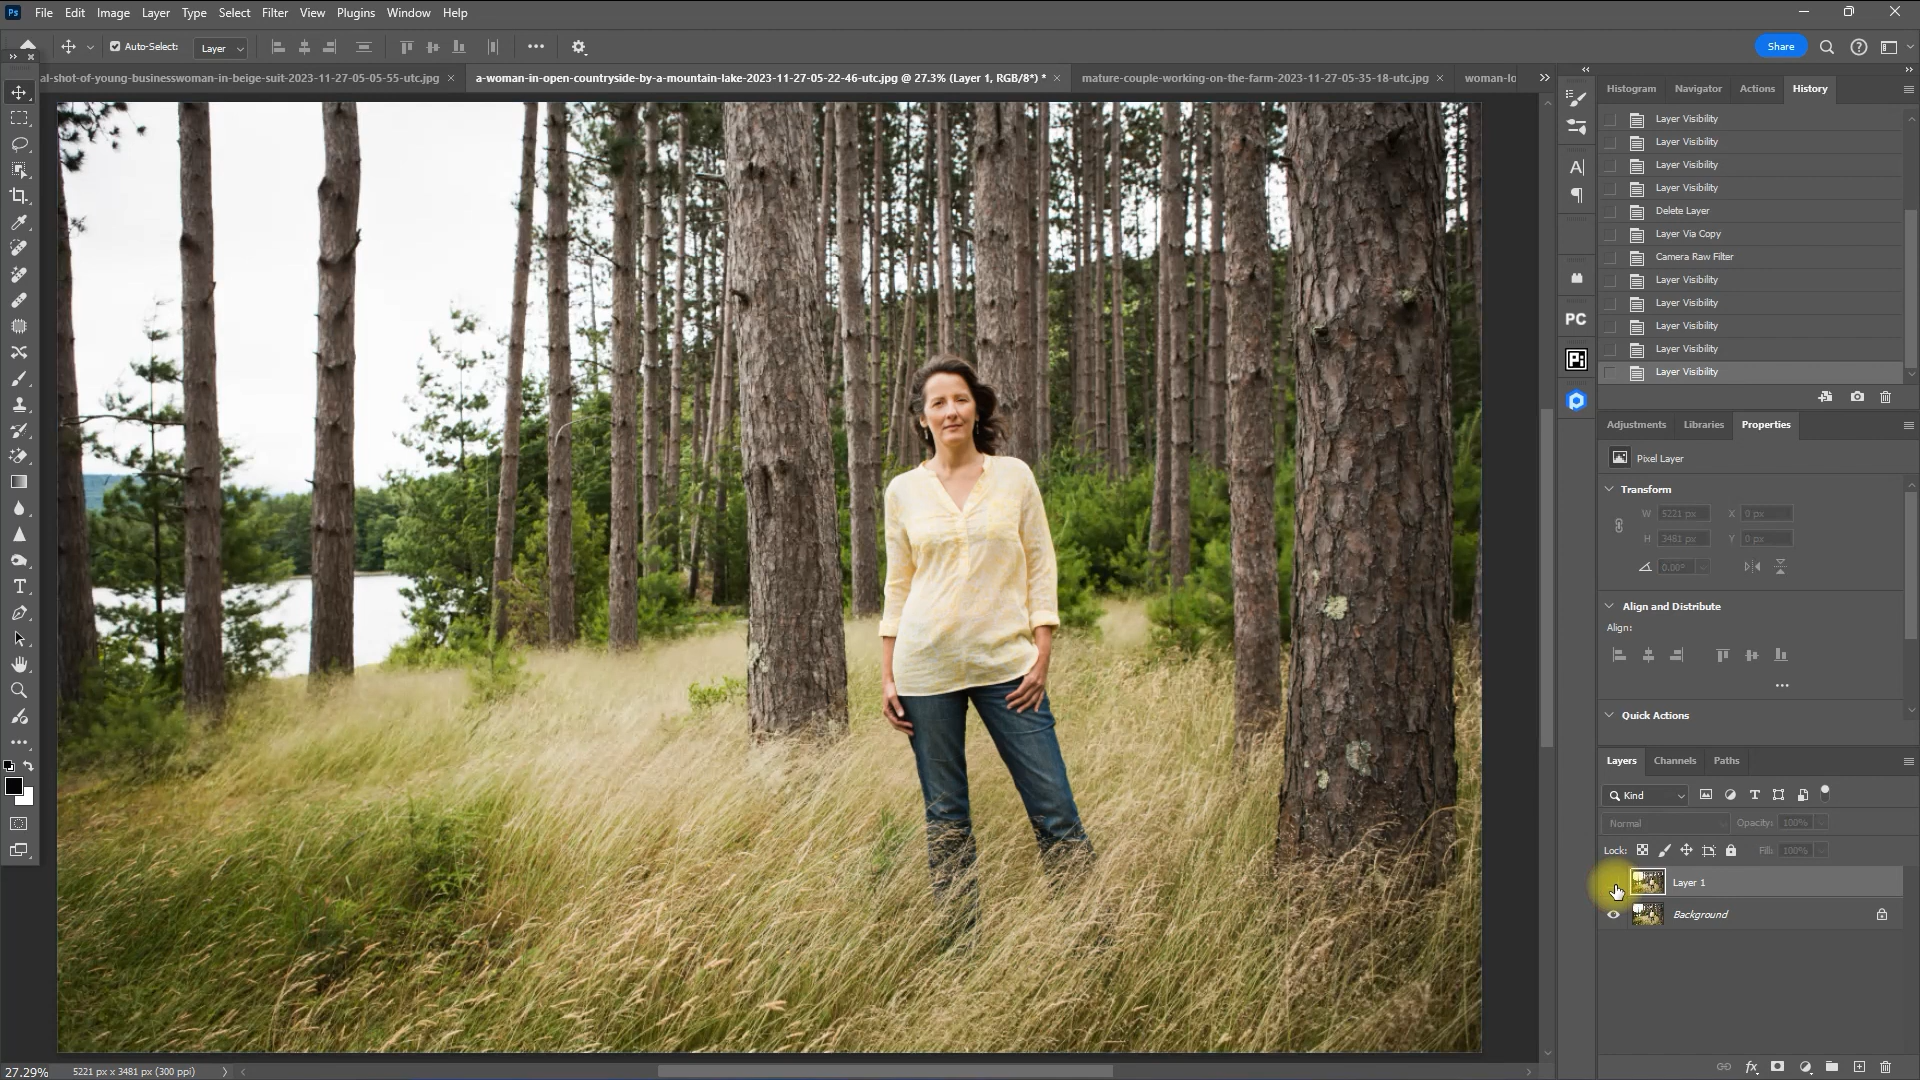 Ps File Edit Image Layer Type Select Filter View Plugins Window Help
Auto-Select: Layer Share
al-shot-of-young-businesswoman-in-beige-suit-2023-11-27-05-05-55-utc.jpg
a-woman-in-open-countryside-by-a-mountain-lake-2023-11-27-05-22-46-utc.jpg @ 27.3% (Layer 1, RGB/8*) *
mature-couple-working-on-the-farm-2023-11-27-05-35-18-utc.jpg
woman-lo
Histogram Navigator Actions History
Layer Visibility
Layer Visibility
Layer Visibility
Layer Visibility
Delete Layer
Layer Via Copy
Camera Raw Filter
Layer Visibility
Layer Visibility
Layer Visibility
Layer Visibility
Layer Visibility
PC
Pi
Adjustments Libraries Properties
Pixel Layer
Transform
W 5221 px X 0 px
H 3481 px Y 0 px
0.00°
Align and Distribute
Align:
Quick Actions
Layers Channels Paths
Kind
Normal Opacity: 100%
Lock: Fill: 100%
Layer 1
Background
fx
27.29% 5221 px x 3481 px (300 ppi)